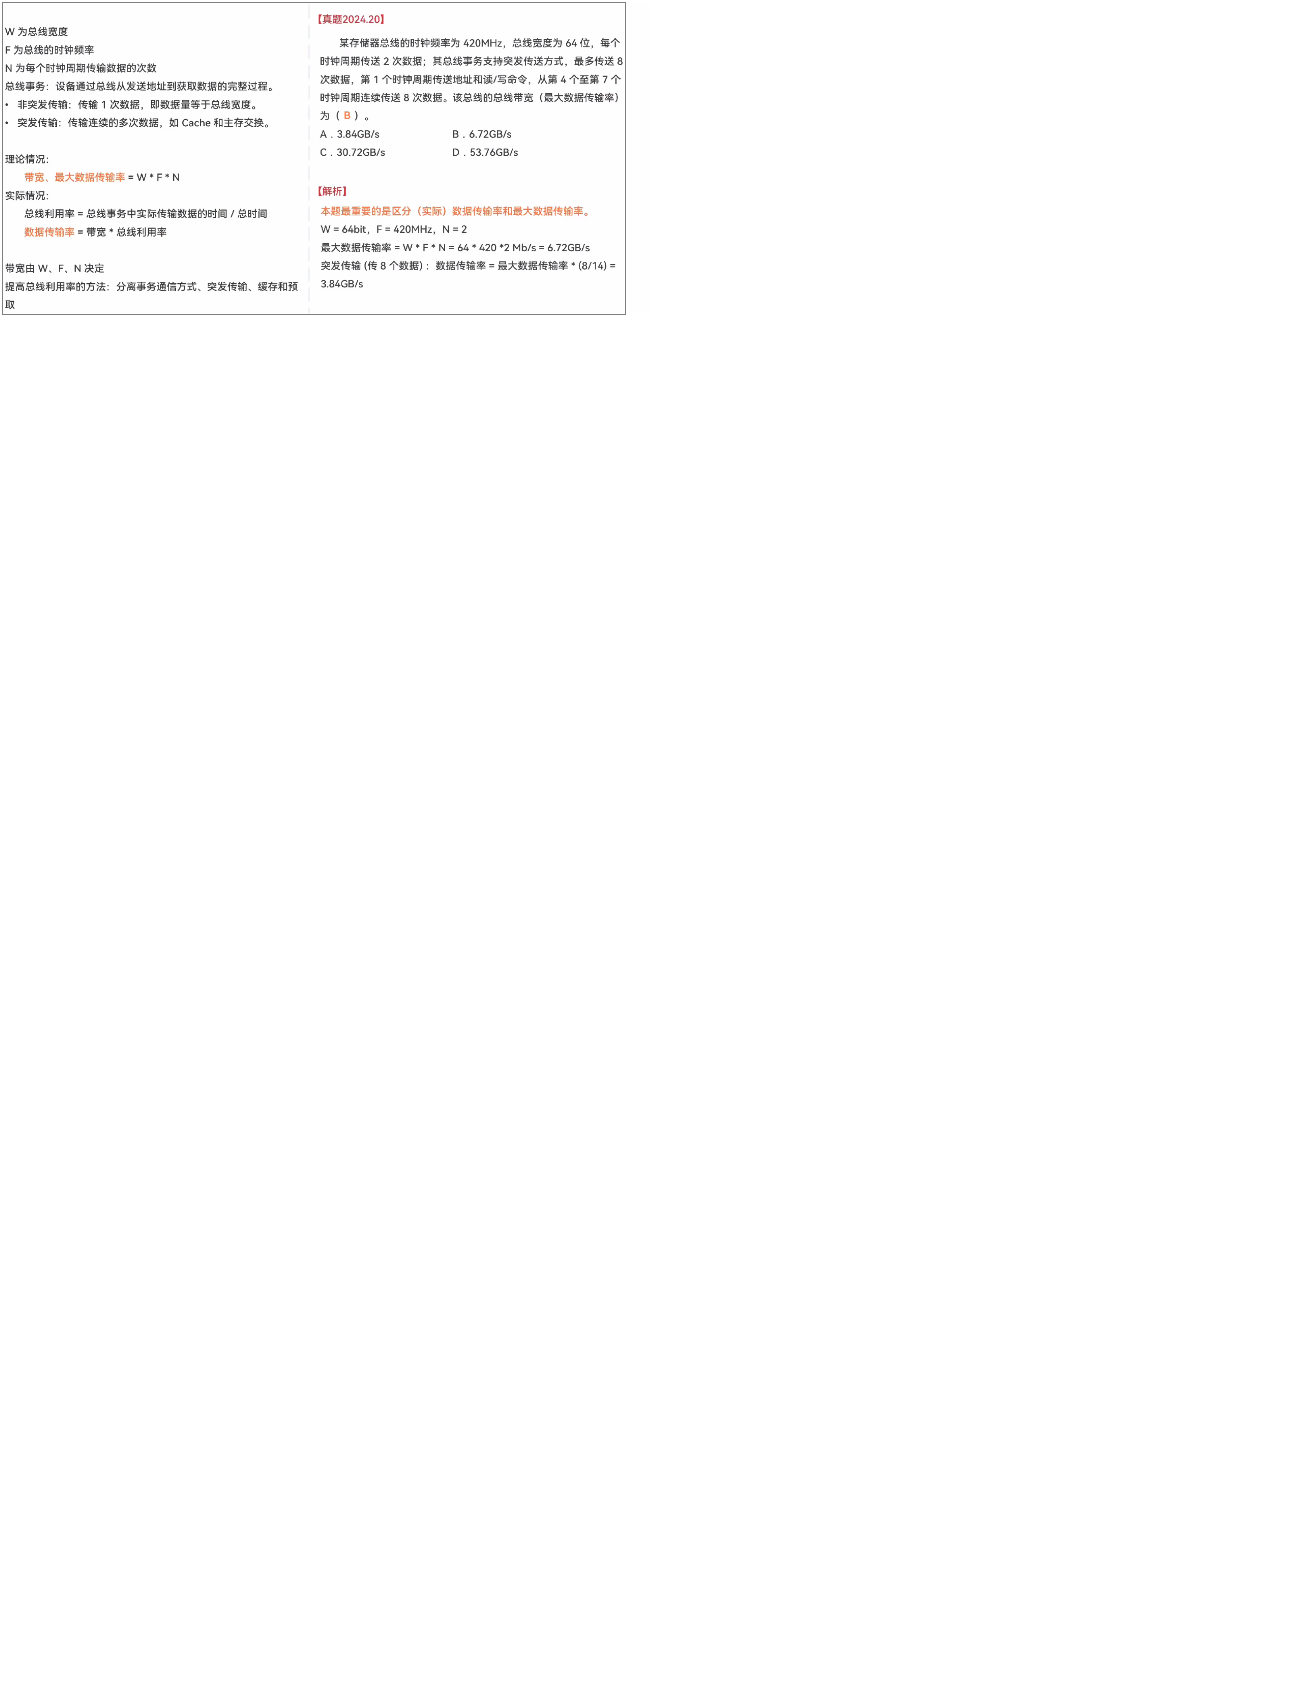 W 为总线宽度
F 为总线的时钟频率
N 为每个时钟周期传输数据的次数
总线事务：设备通过总线从发送地址到获取数据的完整过程。
• 非突发传输：传输 1 次数据，即数据量等于总线宽度。
• 突发传输：传输连续的多次数据，如 Cache 和主存交换。
理论情况：
带宽、最大数据传输率 = W * F * N
实际情况：
总线利用率 = 总线事务中实际传输数据的时间 / 总时间
数据传输率 = 带宽 * 总线利用率
带宽由 W、F、N 决定
提高总线利用率的方法：分离事务通信方式、突发传输、缓存和预
取
【真题2024.20】
某存储器总线的时钟频率为 420MHz，总线宽度为 64 位，每个
时钟周期传送 2 次数据；其总线事务支持突发传送方式，最多传送 8
次数据，第 1 个时钟周期传送地址和读/写命令，从第 4 个至第 7 个
时钟周期连续传送 8 次数据。该总线的总线带宽（最大数据传输率）
为（ B ）。
A．3.84GB/s B．6.72GB/s
C．30.72GB/s D．53.76GB/s
【解析】
本题最重要的是区分（实际）数据传输率和最大数据传输率。
W = 64bit，F = 420MHz，N = 2
最大数据传输率 = W * F * N = 64 * 420 *2 Mb/s = 6.72GB/s
突发传输 (传 8 个数据)：数据传输率 = 最大数据传输率 * (8/14) =
3.84GB/s